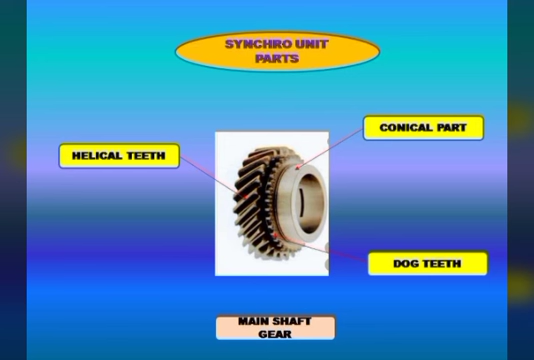 SYNCHRO UNIT
PARTS
CONICAL PART
HELICAL TEETH
DOG TEETH
MAIN SHAFT
GEAR